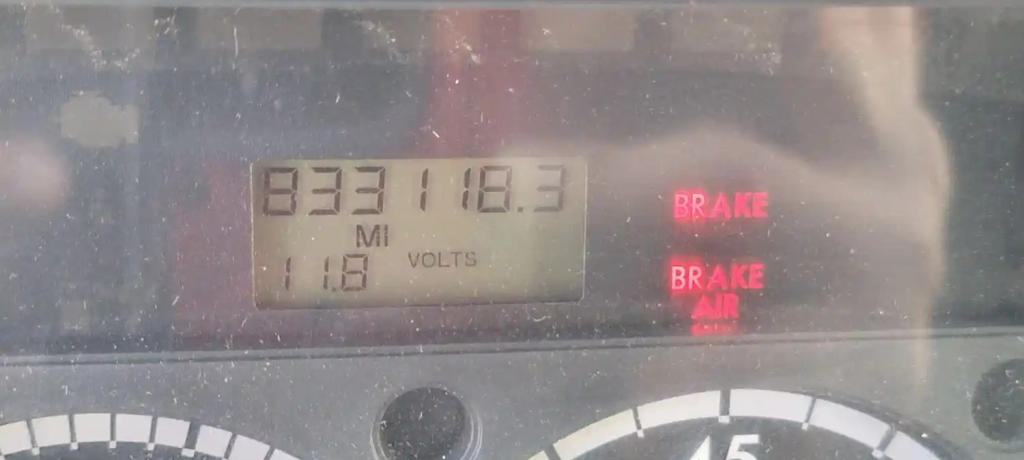 833118.3
MI
11.8 VOLTS
BRAKE
BRAKE
AIR
45